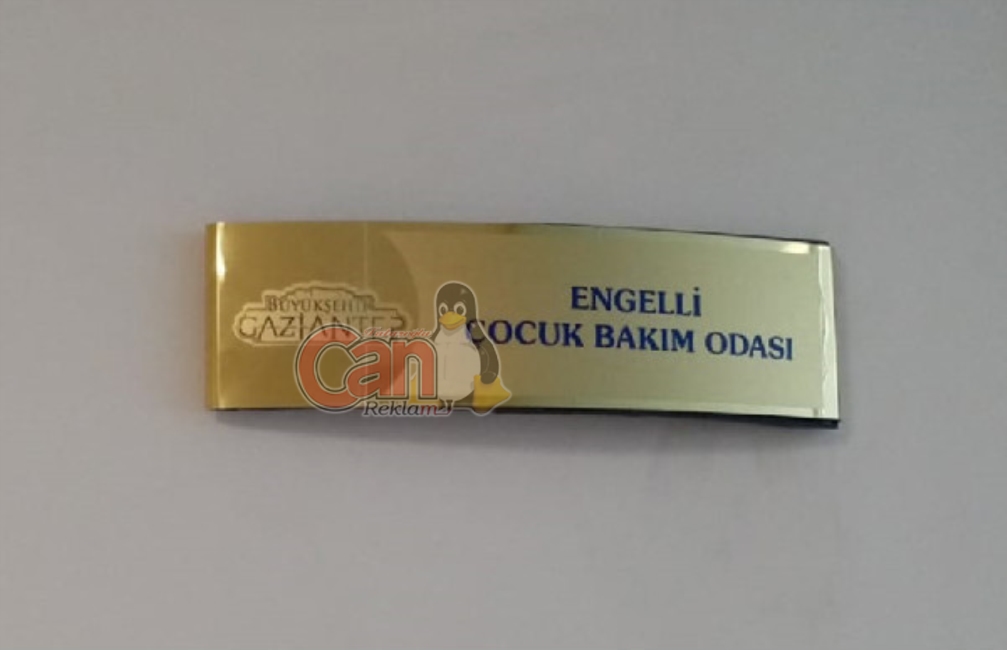 BÜYÜKŞEHİR
GAZİANTEP
Can
Reklam
ENGELLİ
ÇOCUK BAKIM ODASI